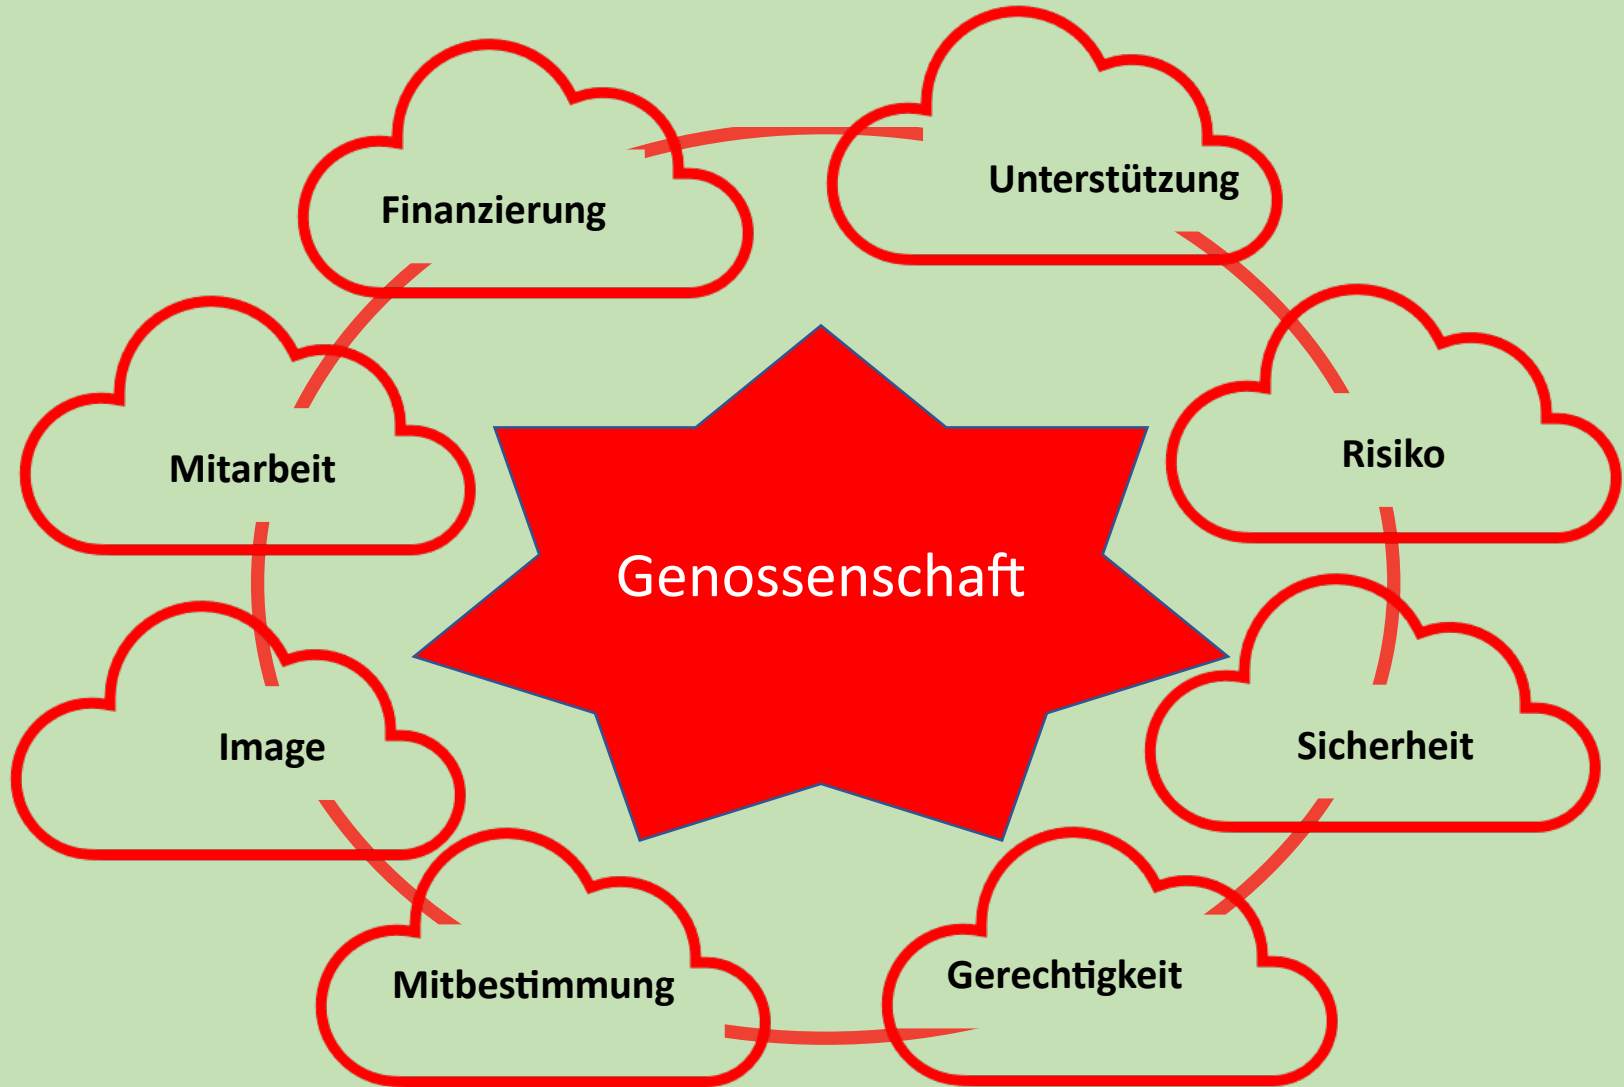 Unterstützung
Finanzierung
Risiko
Mitarbeit
Genossenschaft
Sicherheit
Image
Gerechtigkeit
Mitbestimmung